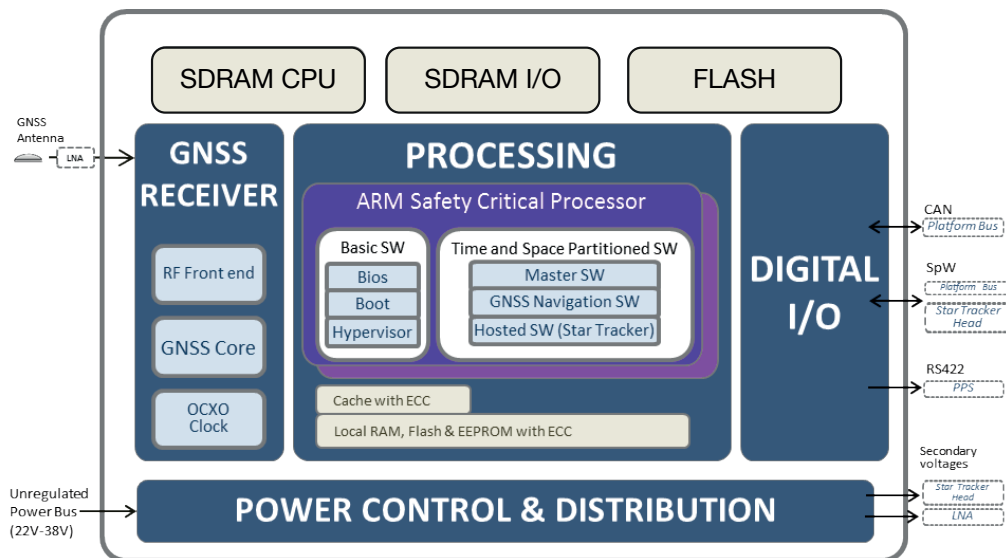 SDRAM CPU
SDRAM I/O
FLASH
GNSS
Antenna
LNA
GNSS
RECEIVER
RF Front end
GNSS Core
OCXO
Clock
PROCESSING
ARM Safety Critical Processor
Basic SW
Bios
Boot
Hypervisor
Time and Space Partitioned SW
Master SW
GNSS Navigation SW
Hosted SW (Star Tracker)
Cache with ECC
Local RAM, Flash & EEPROM with ECC
DIGITAL
I/O
CAN
Platform Bus
SpW
Platform Bus
Star Tracker
Head
RS422
PPS
Secondary
voltages
Star Tracker
Head
LNA
Unregulated
Power Bus
(22V-38V)
POWER CONTROL & DISTRIBUTION